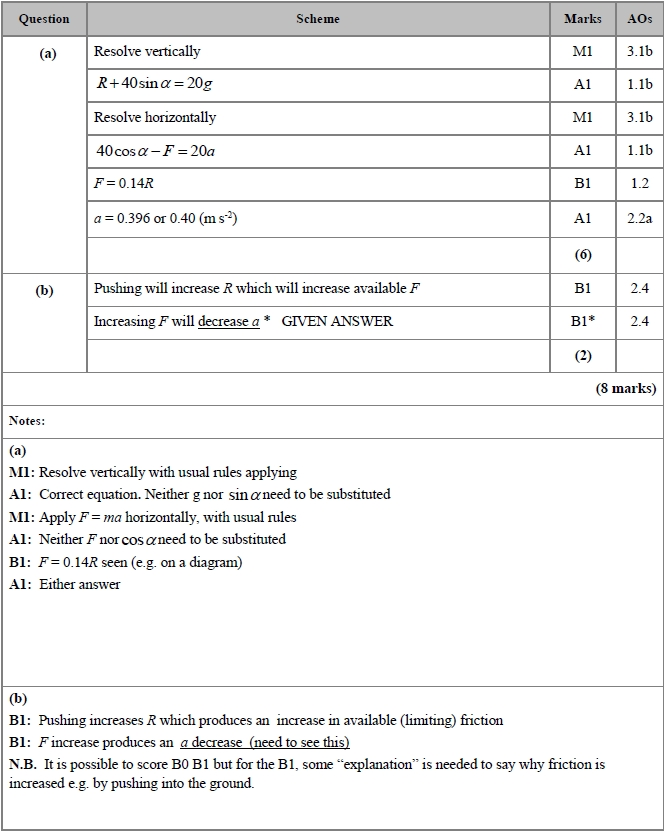 Question Scheme Marks AOs
(a) Resolve vertically M1 3.1b
R + 40 sin α = 20g A1 1.1b
Resolve horizontally M1 3.1b
40 cos α – F = 20a A1 1.1b
F = 0.14R B1 1.2
a = 0.396 or 0.40 (m s⁻²) A1 2.2a
(6)
(b) Pushing will increase R which will increase available F B1 2.4
Increasing F will decrease a * GIVEN ANSWER B1* 2.4
(2)
(8 marks)
Notes:
(a)
M1: Resolve vertically with usual rules applying
A1: Correct equation. Neither g nor sin α need to be substituted
M1: Apply F = ma horizontally, with usual rules
A1: Neither F nor cos α need to be substituted
B1: F = 0.14R seen (e.g. on a diagram)
A1: Either answer
(b)
B1: Pushing increases R which produces an increase in available (limiting) friction
B1: F increase produces an a decrease (need to see this)
N.B. It is possible to score B0 B1 but for the B1, some “explanation” is needed to say why friction is
increased e.g. by pushing into the ground.